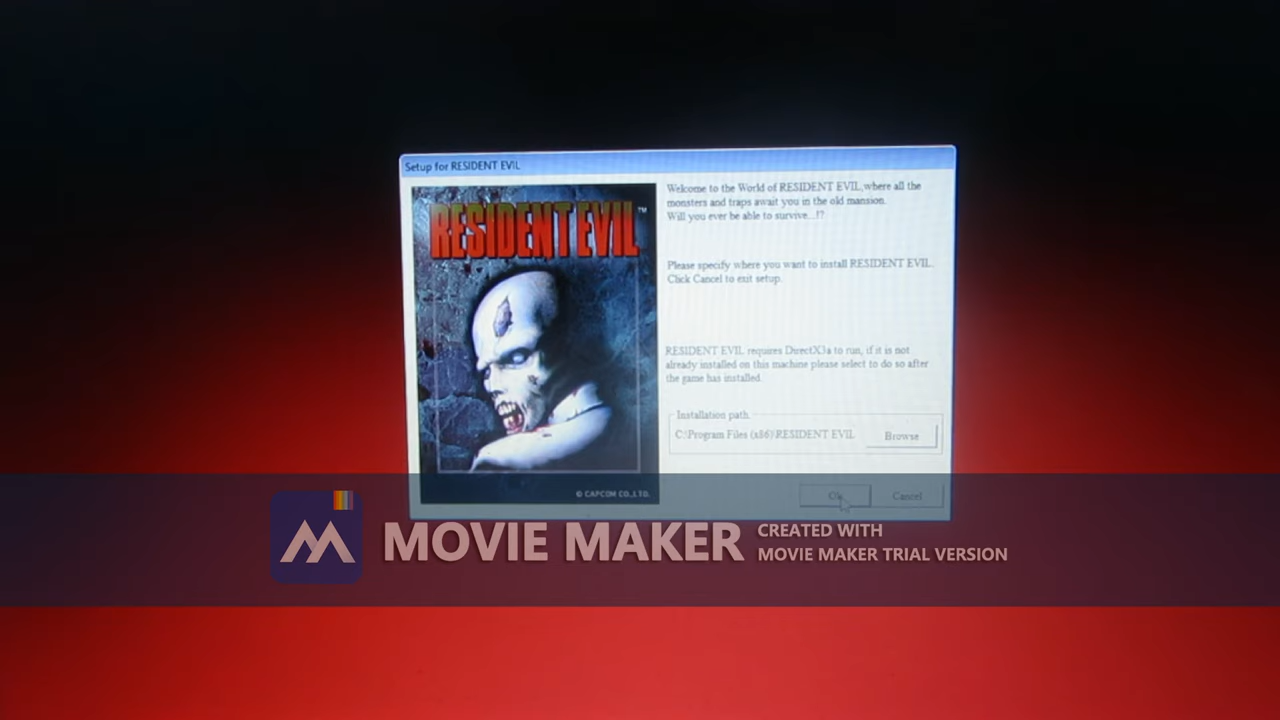 Setup for RESIDENT EVIL
RESIDENT EVIL™
Welcome to the World of RESIDENT EVIL,where all the
monsters and traps await you in the old mansion.
Will you ever be able to survive...!?
Please specify where you want to install RESIDENT EVIL.
Click Cancel to exit setup.
RESIDENT EVIL requires DirectX3a to run, if it is not
already installed on this machine please select to do so after
the game has installed.
Installation path.
C:\Program Files (x86)\RESIDENT EVIL
Browse
© CAPCOM CO.,LTD.
Ok
Cancel
MOVIE MAKER
CREATED WITH
MOVIE MAKER TRIAL VERSION